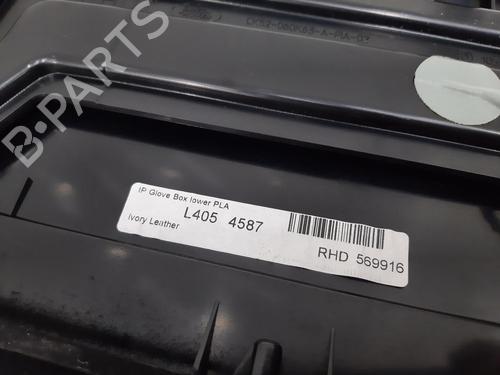 B-PARTS
IP Glove Box lower PLA
Ivory Leather
L405 4587
RHD 569916